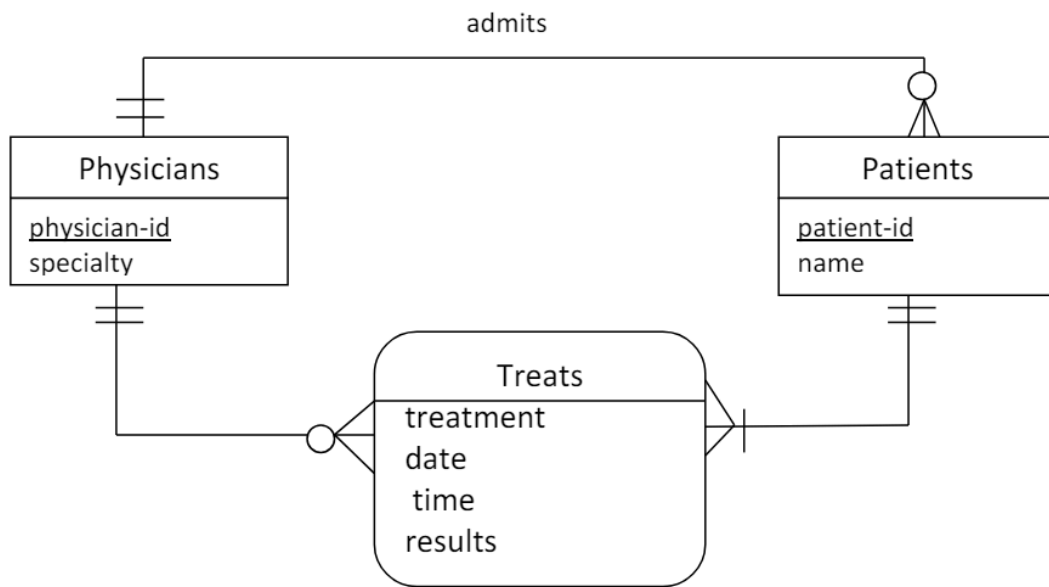 admits
Physicians
physician-id
specialty
Patients
patient-id
name
Treats
treatment
date
time
results